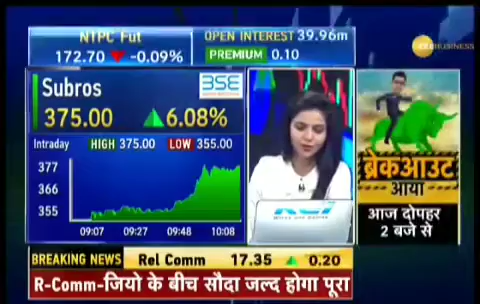 NTPC Fut
172.70 -0.09%
OPEN INTEREST 39.96m
PREMIUM 0.10
BUSINESS
Subros
BSE
375.00 6.08%
Intraday HIGH 375.00 LOW 355.00
377
366
355
09:07 09:27 09:48 10:08
ब्रेकआउट
आया
आज दोपहर
2 बजे से
BREAKING NEWS Rel Comm 17.35 0.20
R-Comm-जियो के बीच सौदा जल्द होगा पूरा